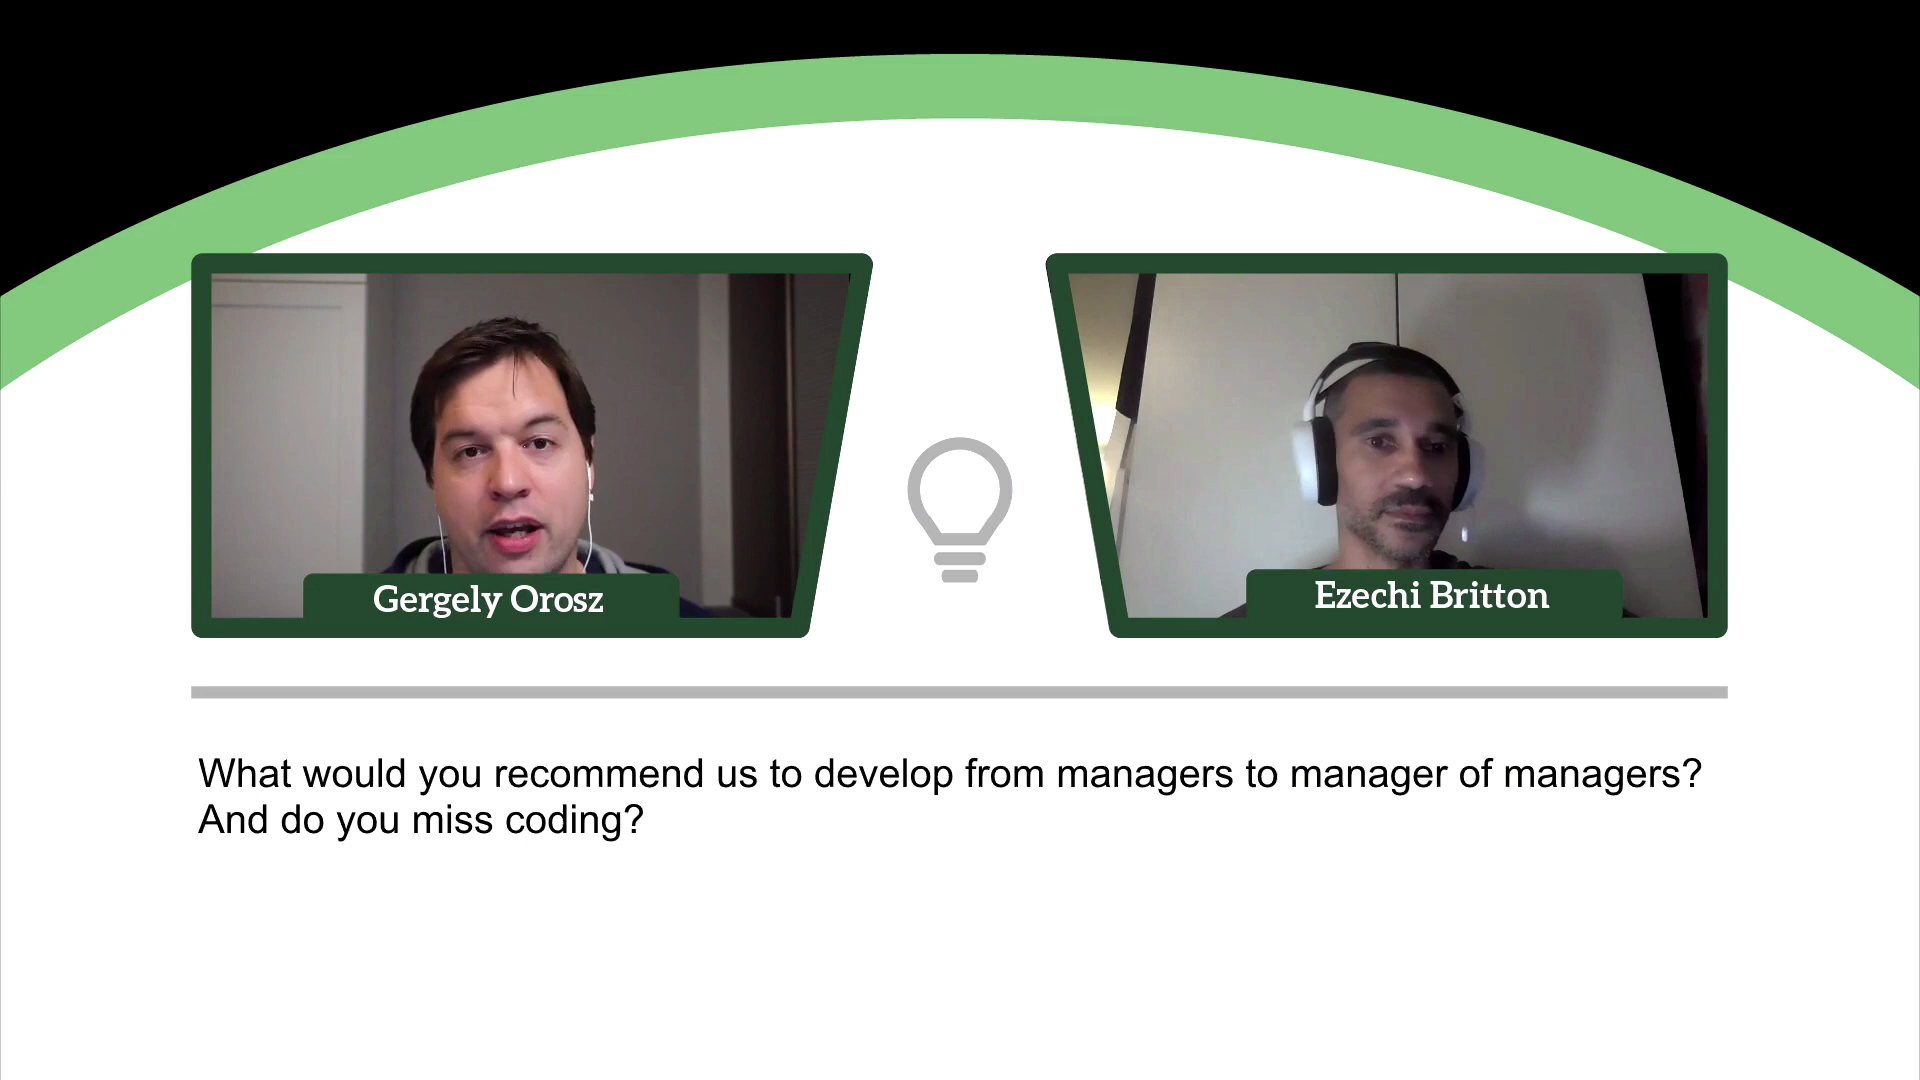 Gergely Orosz
Ezechi Britton
What would you recommend us to develop from managers to manager of managers?
And do you miss coding?